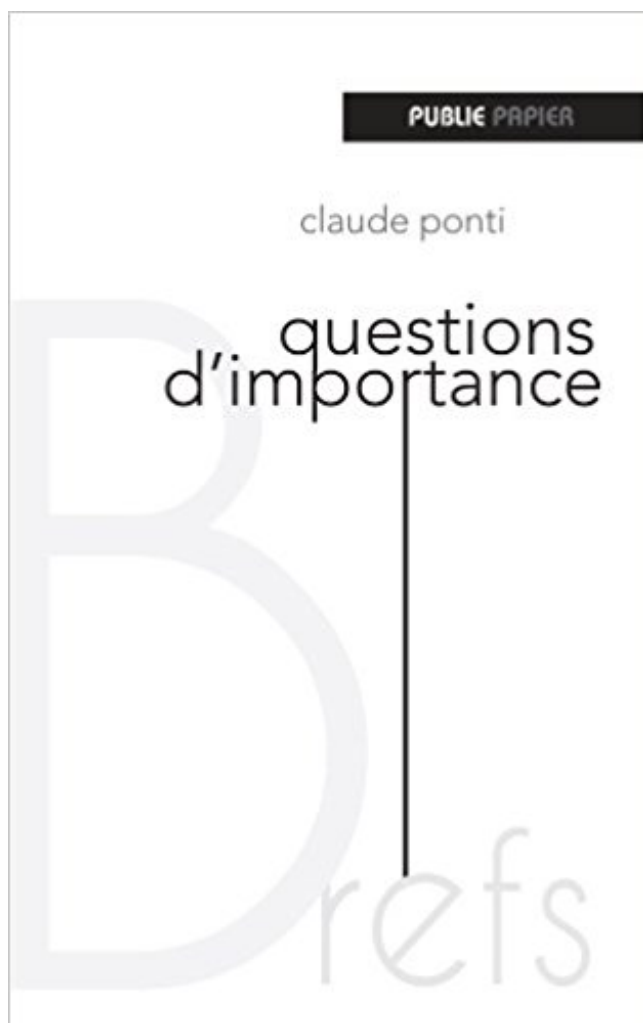 PUBLIE PAPIER
claude ponti
questions
d'importance
Brefs